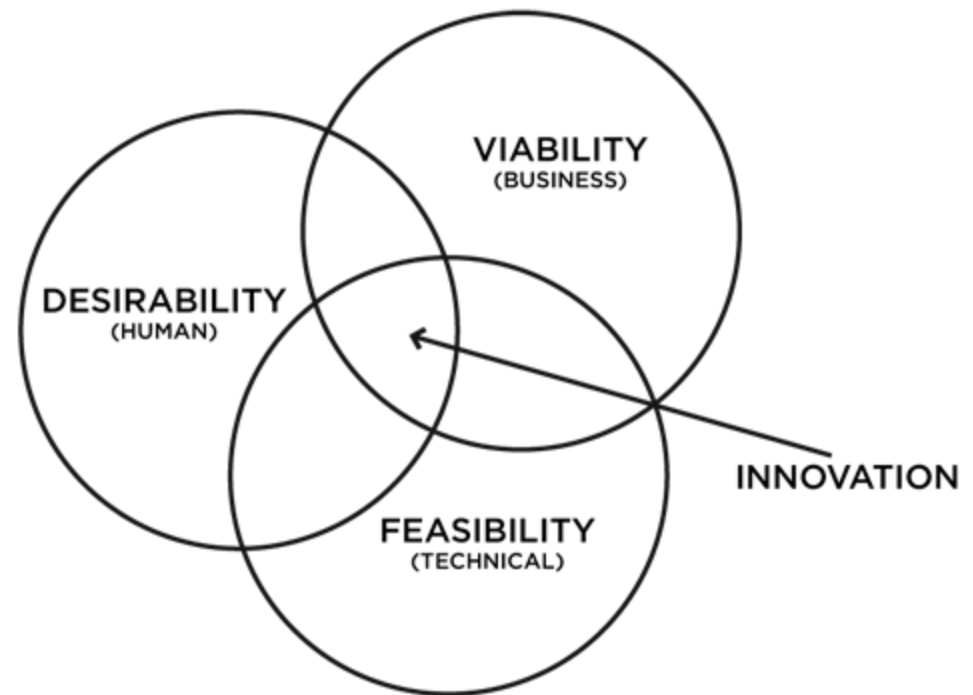 VIABILITY
(BUSINESS)
DESIRABILITY
(HUMAN)
INNOVATION
FEASIBILITY
(TECHNICAL)